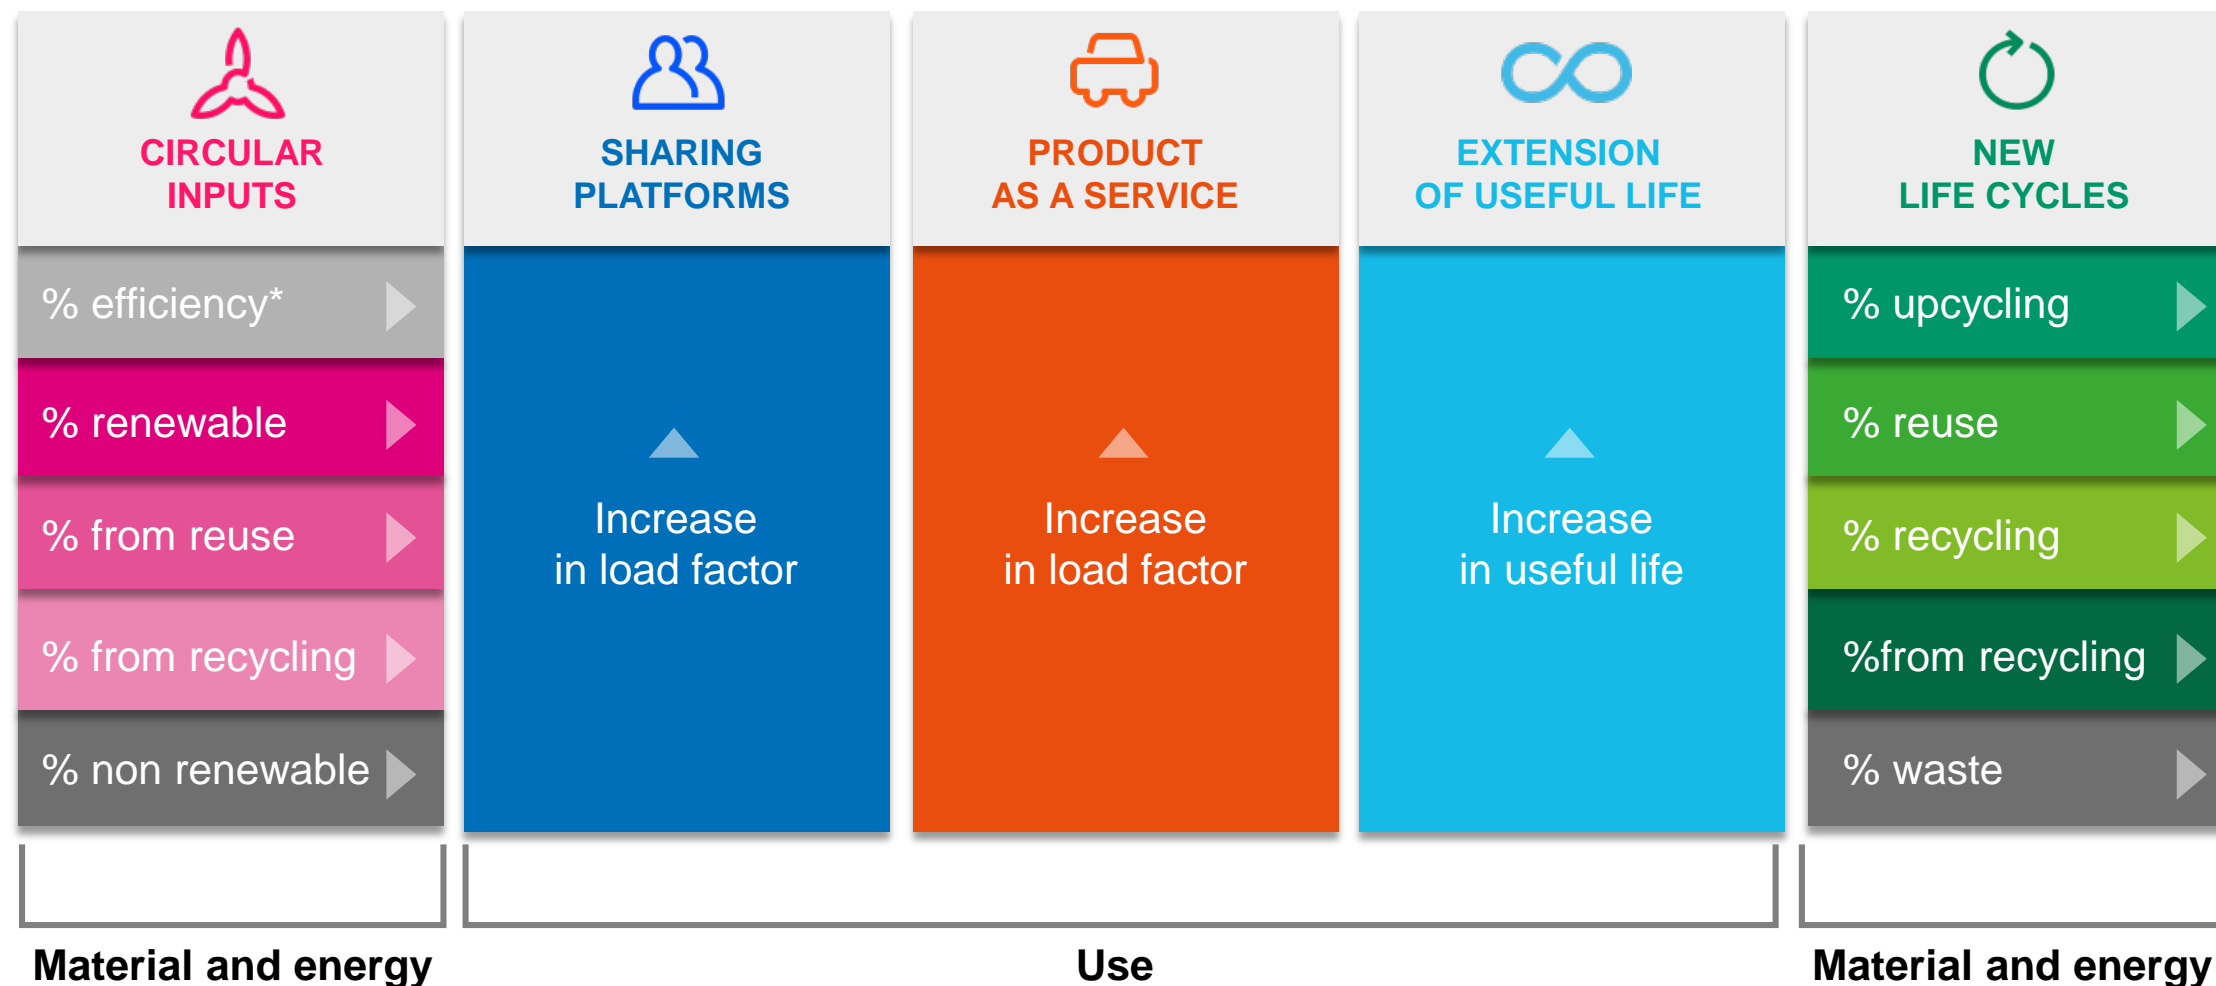 CIRCULAR
INPUTS
% efficiency*
% renewable
% from reuse
% from recycling
% non renewable
SHARING
PLATFORMS
Increase
in load factor
PRODUCT
AS A SERVICE
Increase
in load factor
EXTENSION
OF USEFUL LIFE
Increase
in useful life
NEW
LIFE CYCLES
% upcycling
% reuse
% recycling
%from recycling
% waste
Material and energy
Use
Material and energy